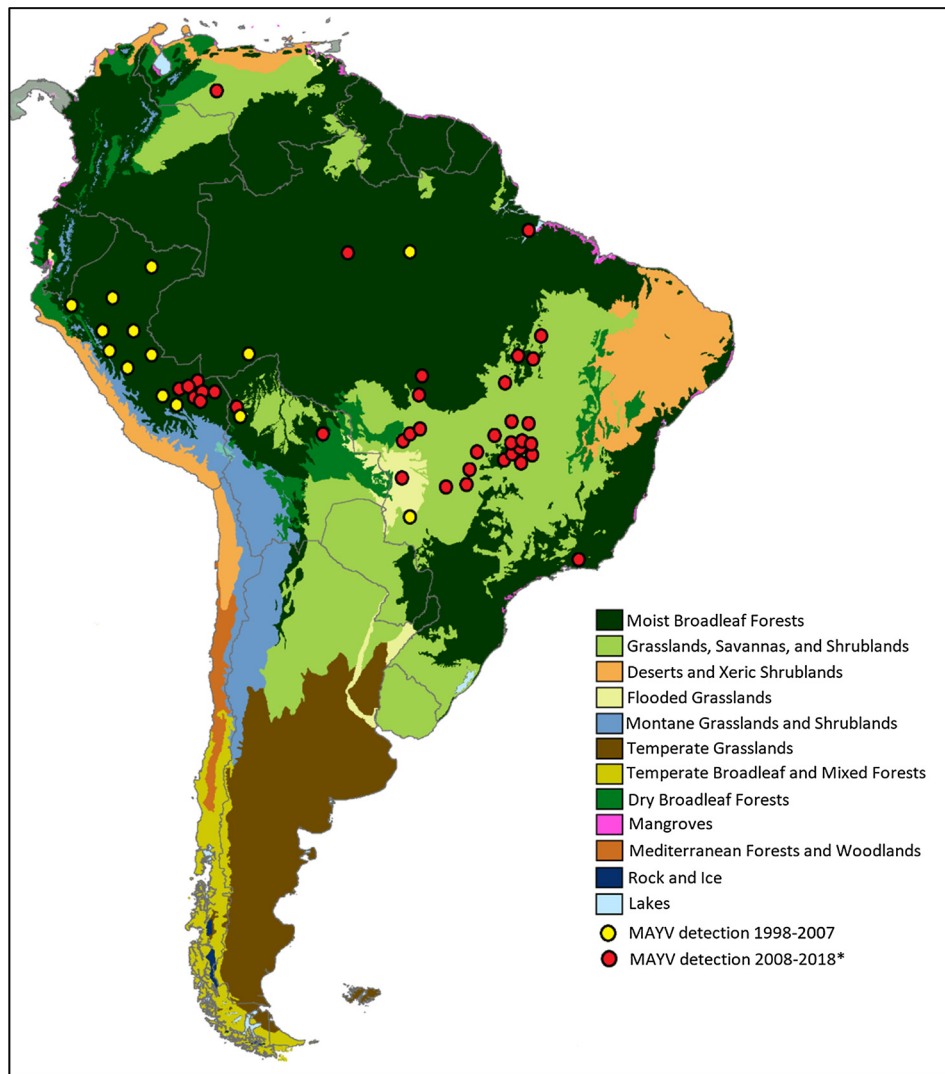 Moist Broadleaf Forests
Grasslands, Savannas, and Shrublands
Deserts and Xeric Shrublands
Flooded Grasslands
Montane Grasslands and Shrublands
Temperate Grasslands
Temperate Broadleaf and Mixed Forests
Dry Broadleaf Forests
Mangroves
Mediterranean Forests and Woodlands
Rock and Ice
Lakes
MAYV detection 1998-2007
MAYV detection 2008-2018*